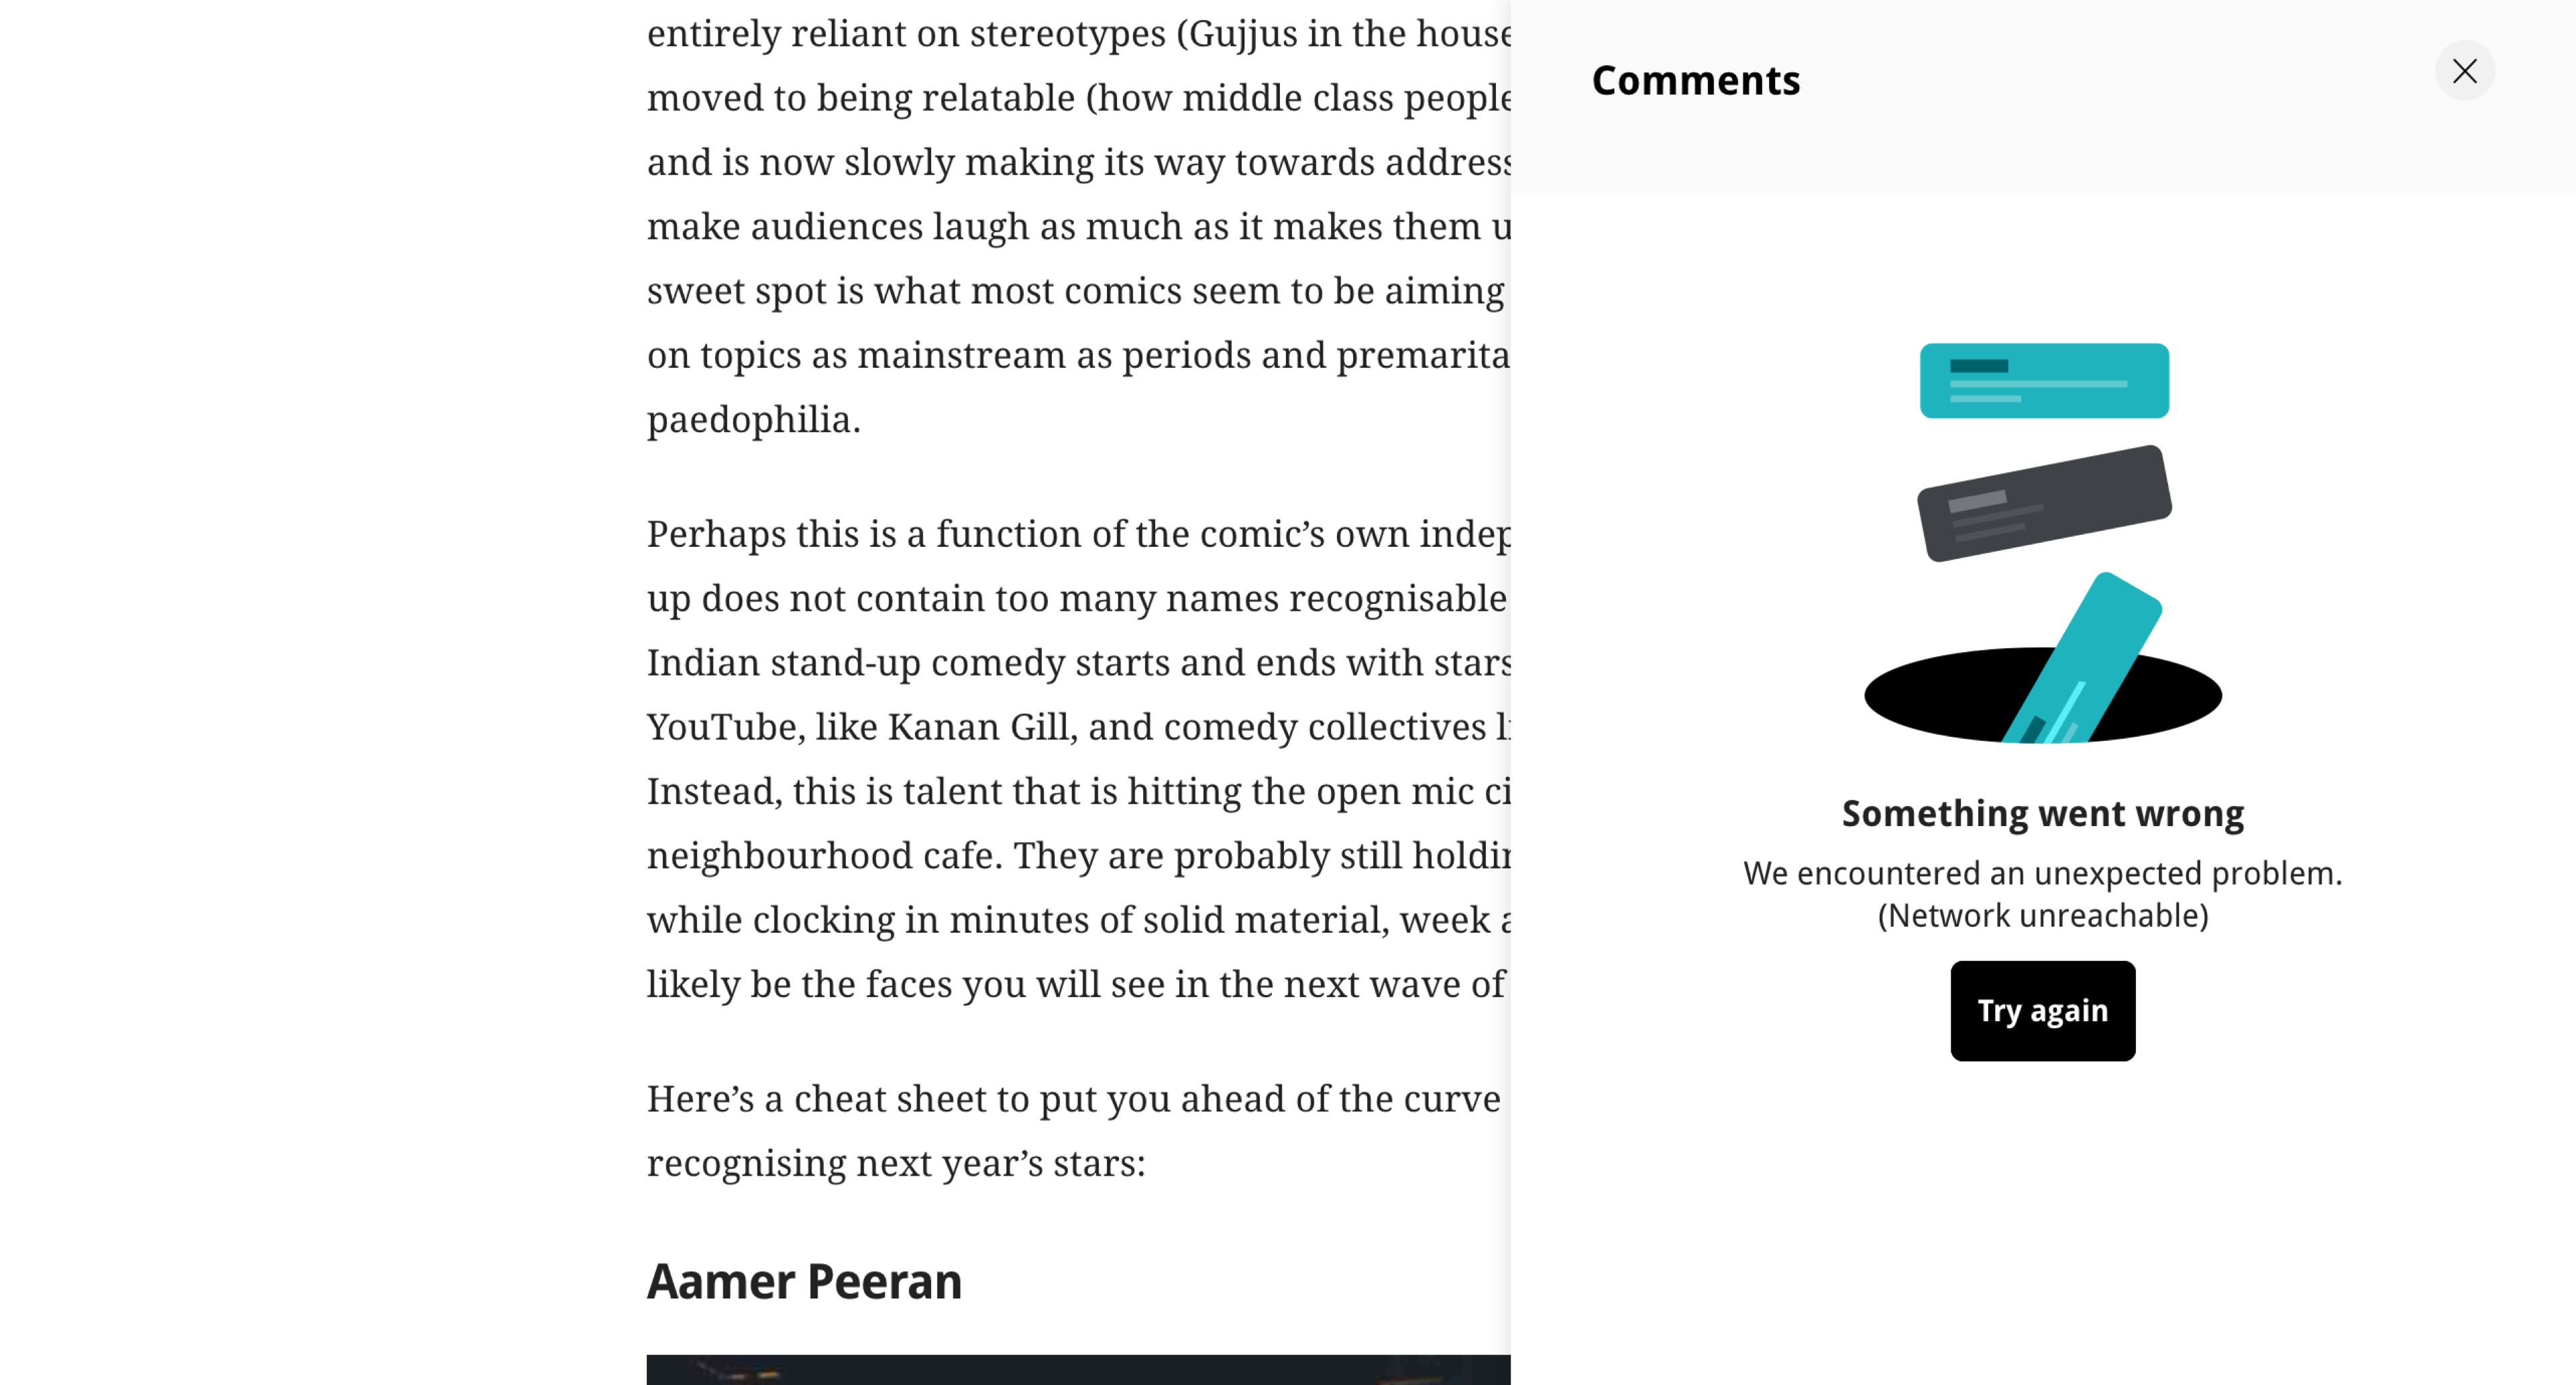 entirely reliant on stereotypes (Gujjus in the house
moved to being relatable (how middle class people
and is now slowly making its way towards address
make audiences laugh as much as it makes them u
sweet spot is what most comics seem to be aiming
on topics as mainstream as periods and premarita
paedophilia.
Perhaps this is a function of the comic’s own indep
up does not contain too many names recognisable
Indian stand-up comedy starts and ends with stars
YouTube, like Kanan Gill, and comedy collectives li
Instead, this is talent that is hitting the open mic ci
neighbourhood cafe. They are probably still holdin
while clocking in minutes of solid material, week a
likely be the faces you will see in the next wave of
Here’s a cheat sheet to put you ahead of the curve
recognising next year’s stars:
Aamer Peeran
Comments
Something went wrong
We encountered an unexpected problem.
(Network unreachable)
Try again